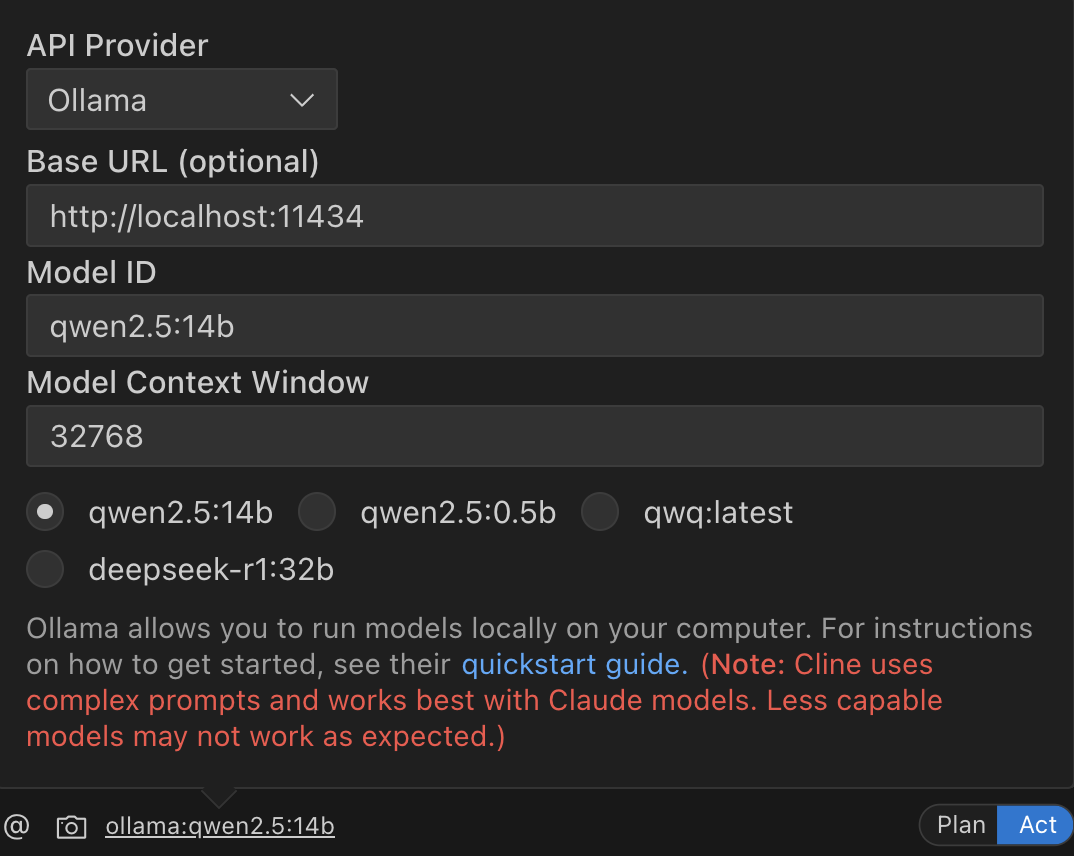 API Provider
Ollama
Base URL (optional)
http://localhost:11434
Model ID
qwen2.5:14b
Model Context Window
32768
qwen2.5:14b qwen2.5:0.5b qwq:latest
deepseek-r1:32b
Ollama allows you to run models locally on your computer. For instructions
on how to get started, see their quickstart guide. (Note: Cline uses
complex prompts and works best with Claude models. Less capable
models may not work as expected.)
@ ollama:qwen2.5:14b Plan Act